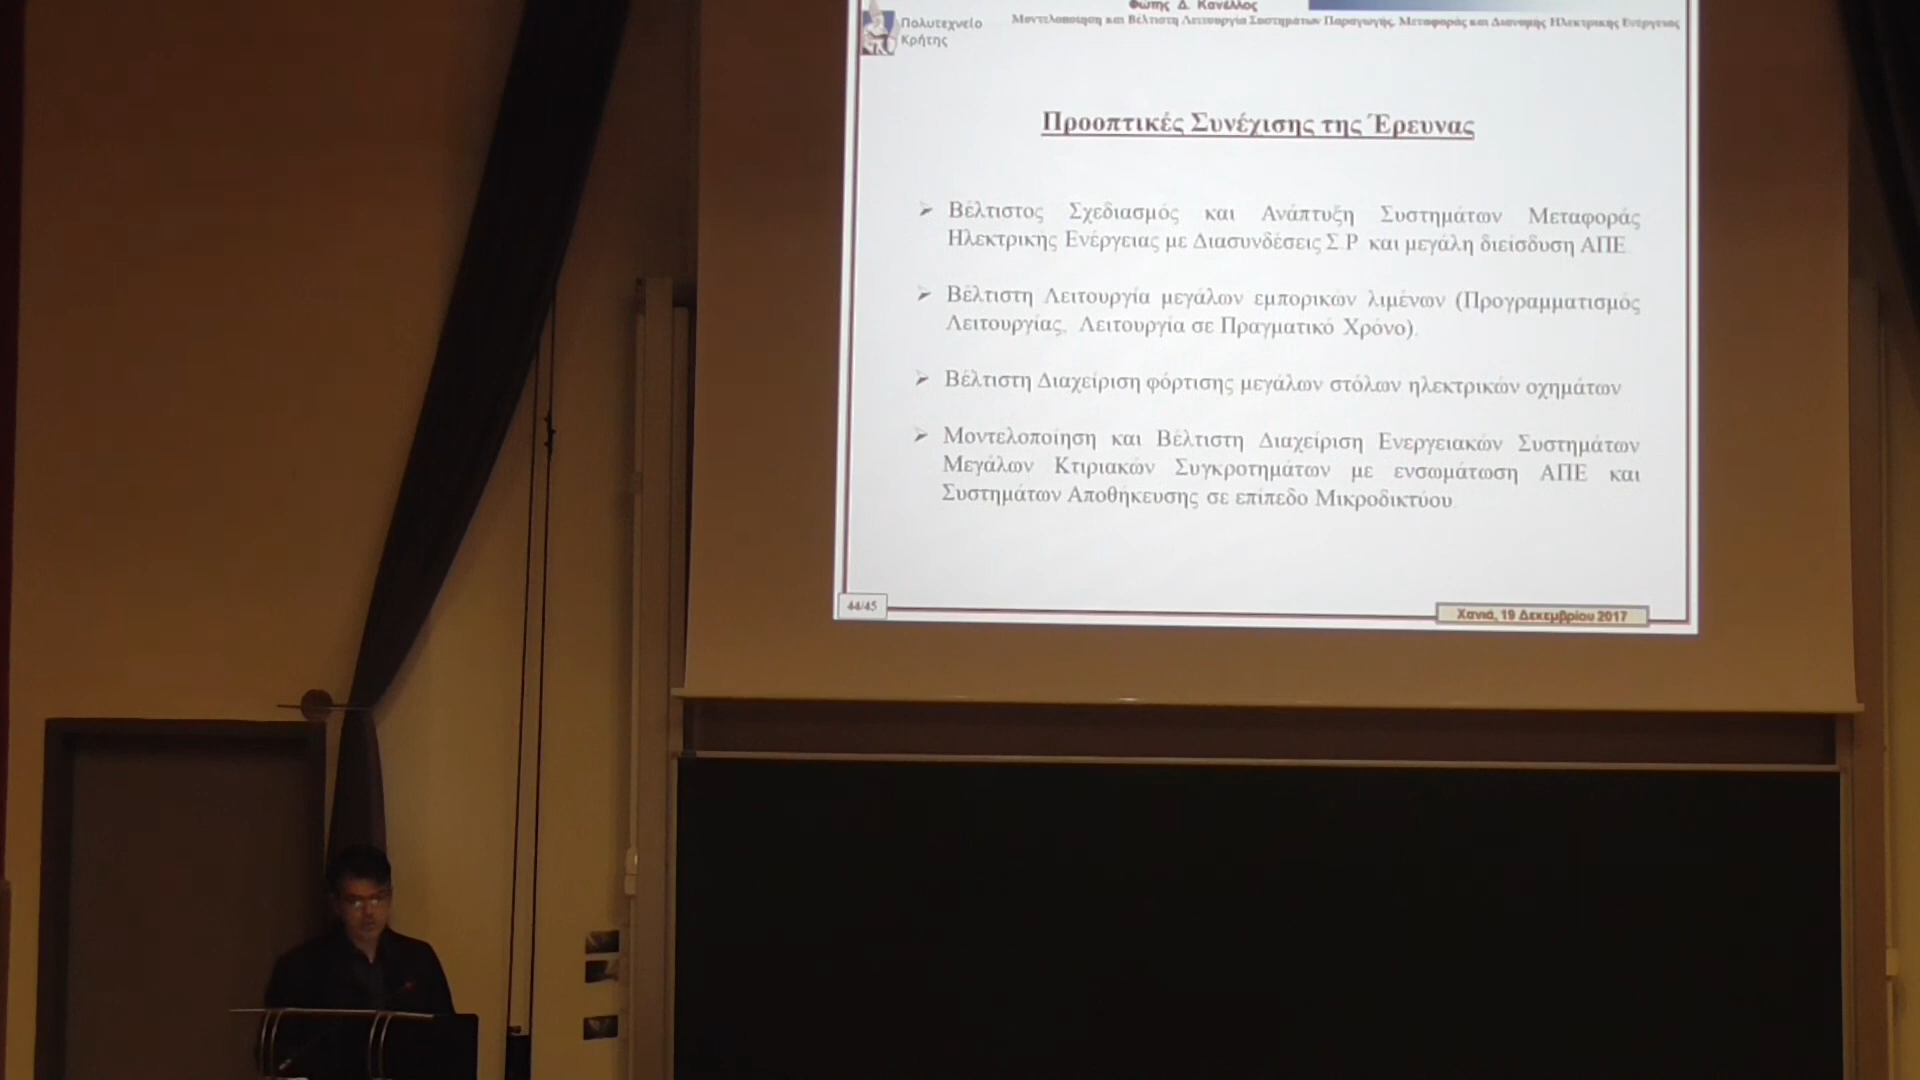 Φώτης Δ. Κανέλλος
Πολυτεχνείο
Κρήτης
Μοντελοποίηση και Βέλτιστη Λειτουργία Συστημάτων Παραγωγής, Μεταφοράς και Διανομής Ηλεκτρικής Ενέργειας
Προοπτικές Συνέχισης της Έρευνας
➢ Βέλτιστος Σχεδιασμός και Ανάπτυξη Συστημάτων Μεταφοράς
Ηλεκτρικής Ενέργειας με Διασυνδέσεις Σ.Ρ. και μεγάλη διείσδυση ΑΠΕ
➢ Βέλτιστη Λειτουργία μεγάλων εμπορικών λιμένων (Προγραμματισμός
Λειτουργίας, Λειτουργία σε Πραγματικό Χρόνο).
➢ Βέλτιστη Διαχείριση φόρτισης μεγάλων στόλων ηλεκτρικών οχημάτων
➢ Μοντελοποίηση και Βέλτιστη Διαχείριση Ενεργειακών Συστημάτων
Μεγάλων Κτιριακών Συγκροτημάτων με ενσωμάτωση ΑΠΕ και
Συστημάτων Αποθήκευσης σε επίπεδο Μικροδικτύου
44/45
Χανιά, 19 Δεκεμβρίου 2017